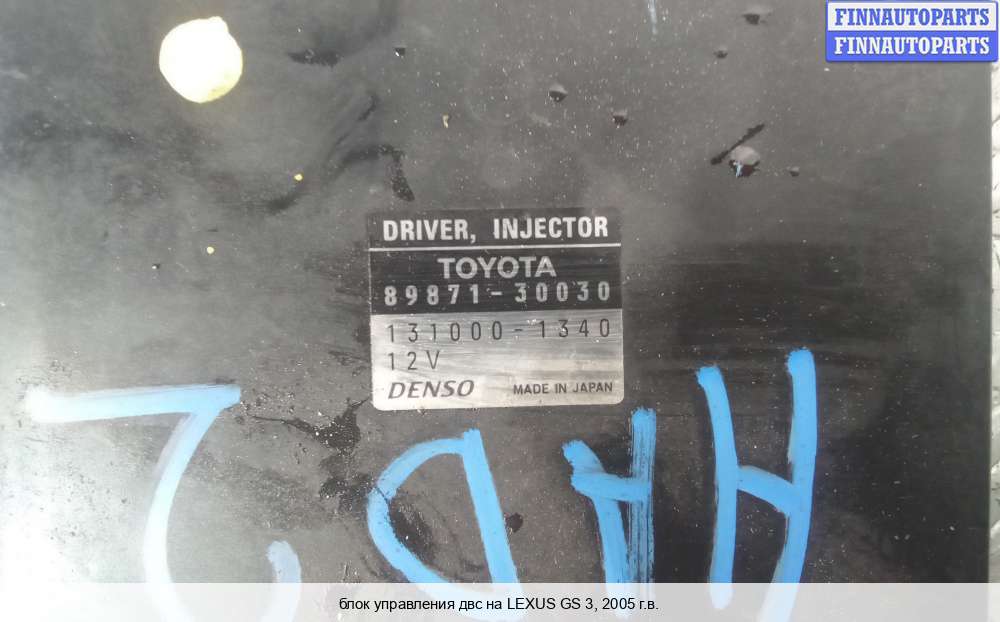 FINNAUTOPARTS
FINNAUTOPARTS
DRIVER, INJECTOR
TOYOTA
89871-30030
131000-1340
12V
DENSO MADE IN JAPAN
блок управления двс на LEXUS GS 3, 2005 г.в.